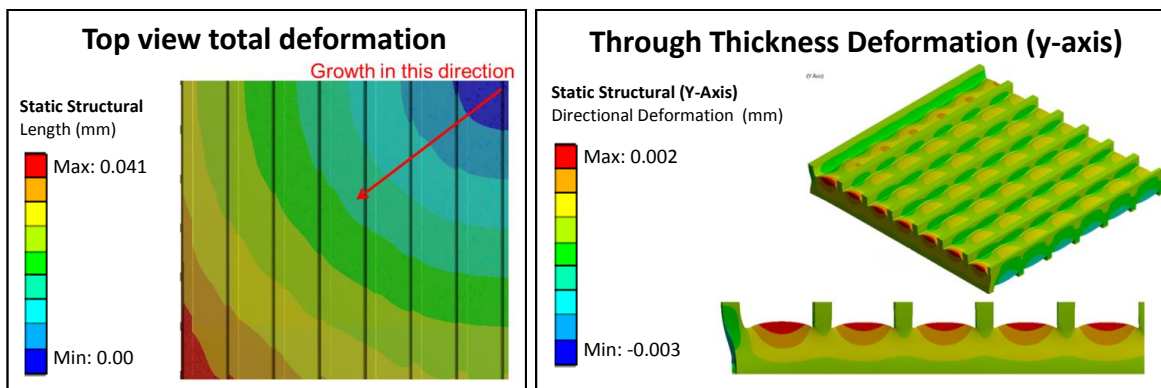 Top view total deformation
Growth in this direction
Static Structural
Length (mm)
Max: 0.041
Min: 0.00
Through Thickness Deformation (y-axis)
Static Structural (Y-Axis)
Directional Deformation (mm)
Max: 0.002
Min: -0.003